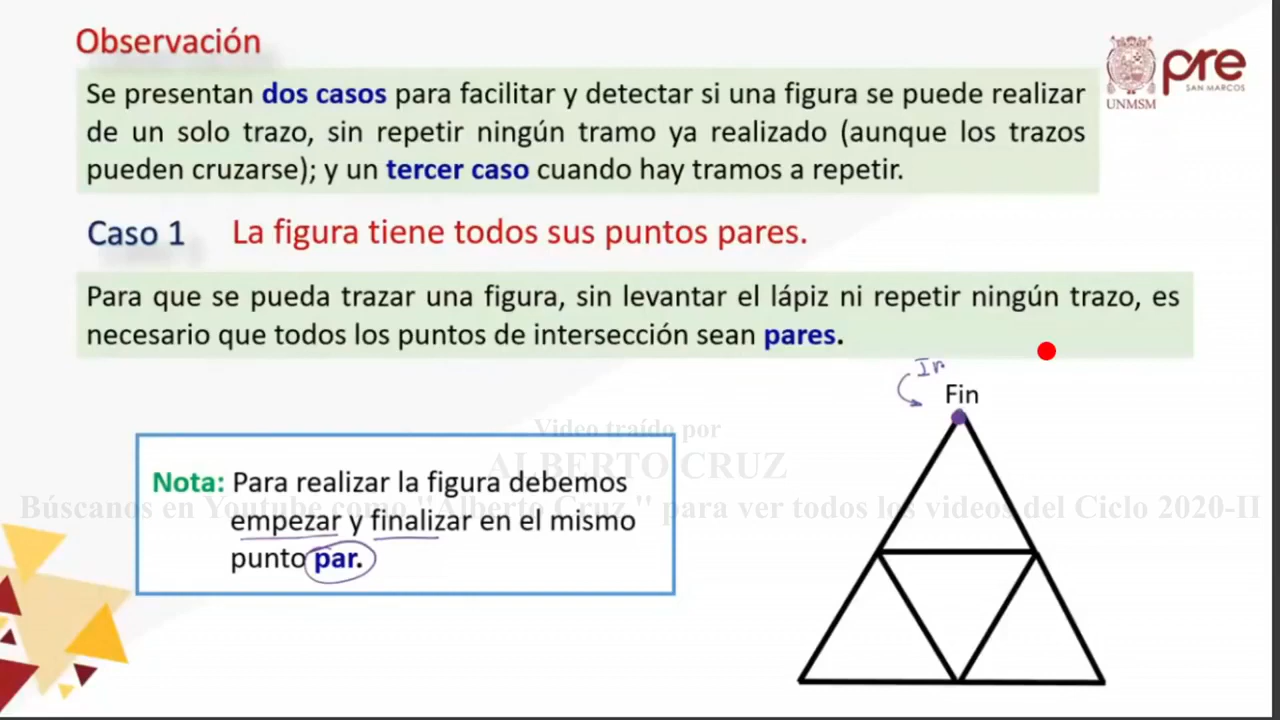 Observación
pre
SAN MARCOS
UNMSM
Se presentan dos casos para facilitar y detectar si una figura se puede realizar
de un solo trazo, sin repetir ningún tramo ya realizado (aunque los trazos
pueden cruzarse); y un tercer caso cuando hay tramos a repetir.
Caso 1 La figura tiene todos sus puntos pares.
Para que se pueda trazar una figura, sin levantar el lápiz ni repetir ningún trazo, es
necesario que todos los puntos de intersección sean pares.
In
Fin
Video traído por
ALBERTO CRUZ
Búscanos en Youtube como "Alberto Cruz " para ver todos los videos del Ciclo 2020-II
Nota: Para realizar la figura debemos
empezar y finalizar en el mismo
punto par.